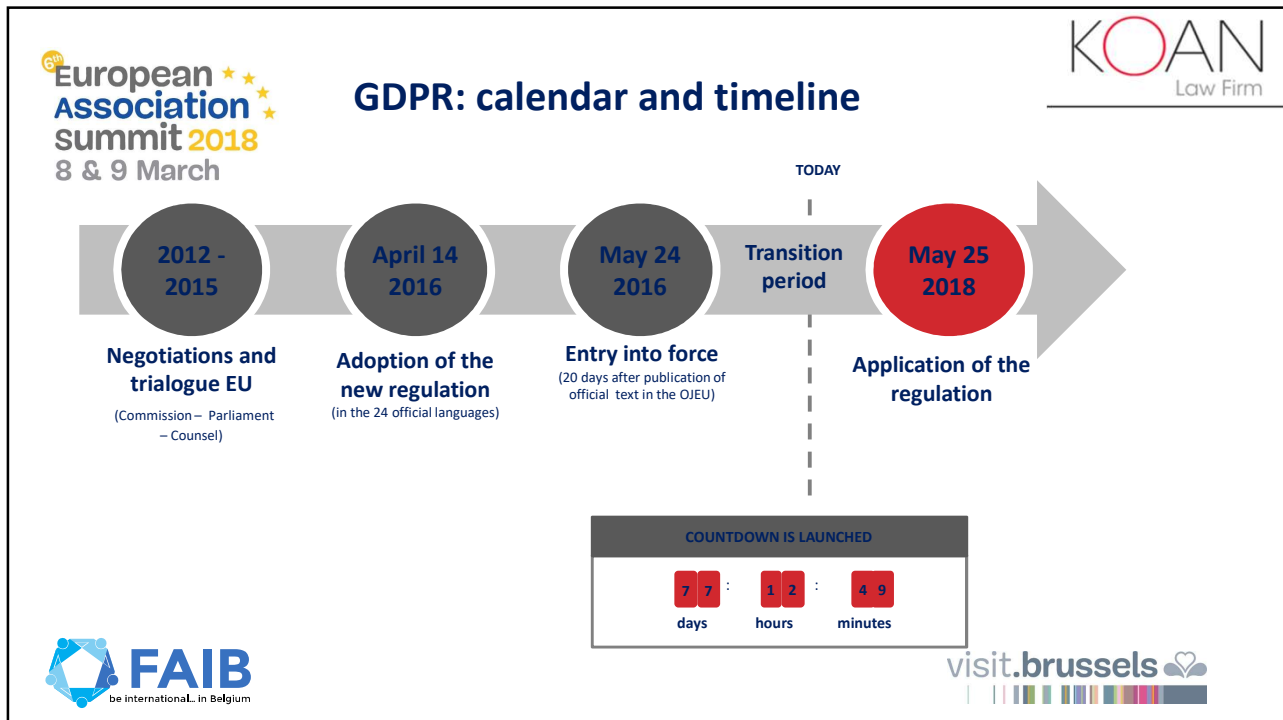 6th
European
Association
Summit 2018
8 & 9 March
GDPR: calendar and timeline
KOAN
Law Firm
TODAY
2012 -
2015
April 14
2016
May 24
2016
Transition
period
May 25
2018
Negotiations and
trialogue EU
(Commission – Parliament
– Counsel)
Adoption of the
new regulation
(in the 24 official languages)
Entry into force
(20 days after publication of
official text in the OJEU)
Application of the
regulation
COUNTDOWN IS LAUNCHED
7 7 : 1 2 : 4 9
days hours minutes
FAIB
be international... in Belgium
visit.brussels